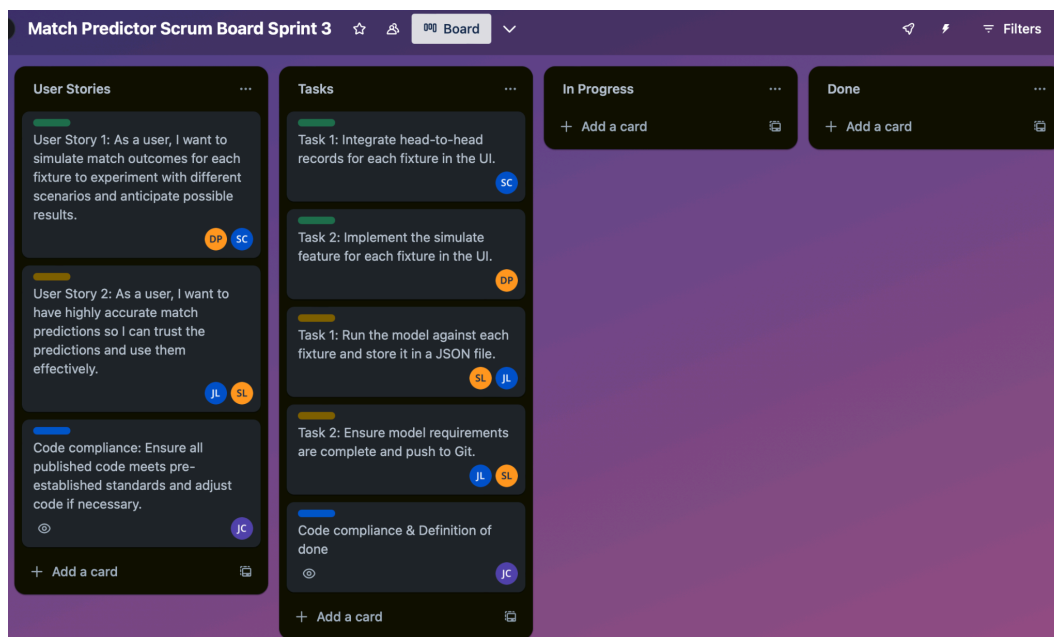 Match Predictor Scrum Board Sprint 3
Board
Filters
User Stories
User Story 1: As a user, I want to
simulate match outcomes for each
fixture to experiment with different
scenarios and anticipate possible
results.
DP SC
User Story 2: As a user, I want to
have highly accurate match
predictions so I can trust the
predictions and use them
effectively.
JL SL
Code compliance: Ensure all
published code meets pre-
established standards and adjust
code if necessary.
JC
+ Add a card
Tasks
Task 1: Integrate head-to-head
records for each fixture in the UI.
SC
Task 2: Implement the simulate
feature for each fixture in the UI.
DP
Task 1: Run the model against each
fixture and store it in a JSON file.
SL JL
Task 2: Ensure model requirements
are complete and push to Git.
JL SL
Code compliance & Definition of
done
JC
+ Add a card
In Progress
+ Add a card
Done
+ Add a card